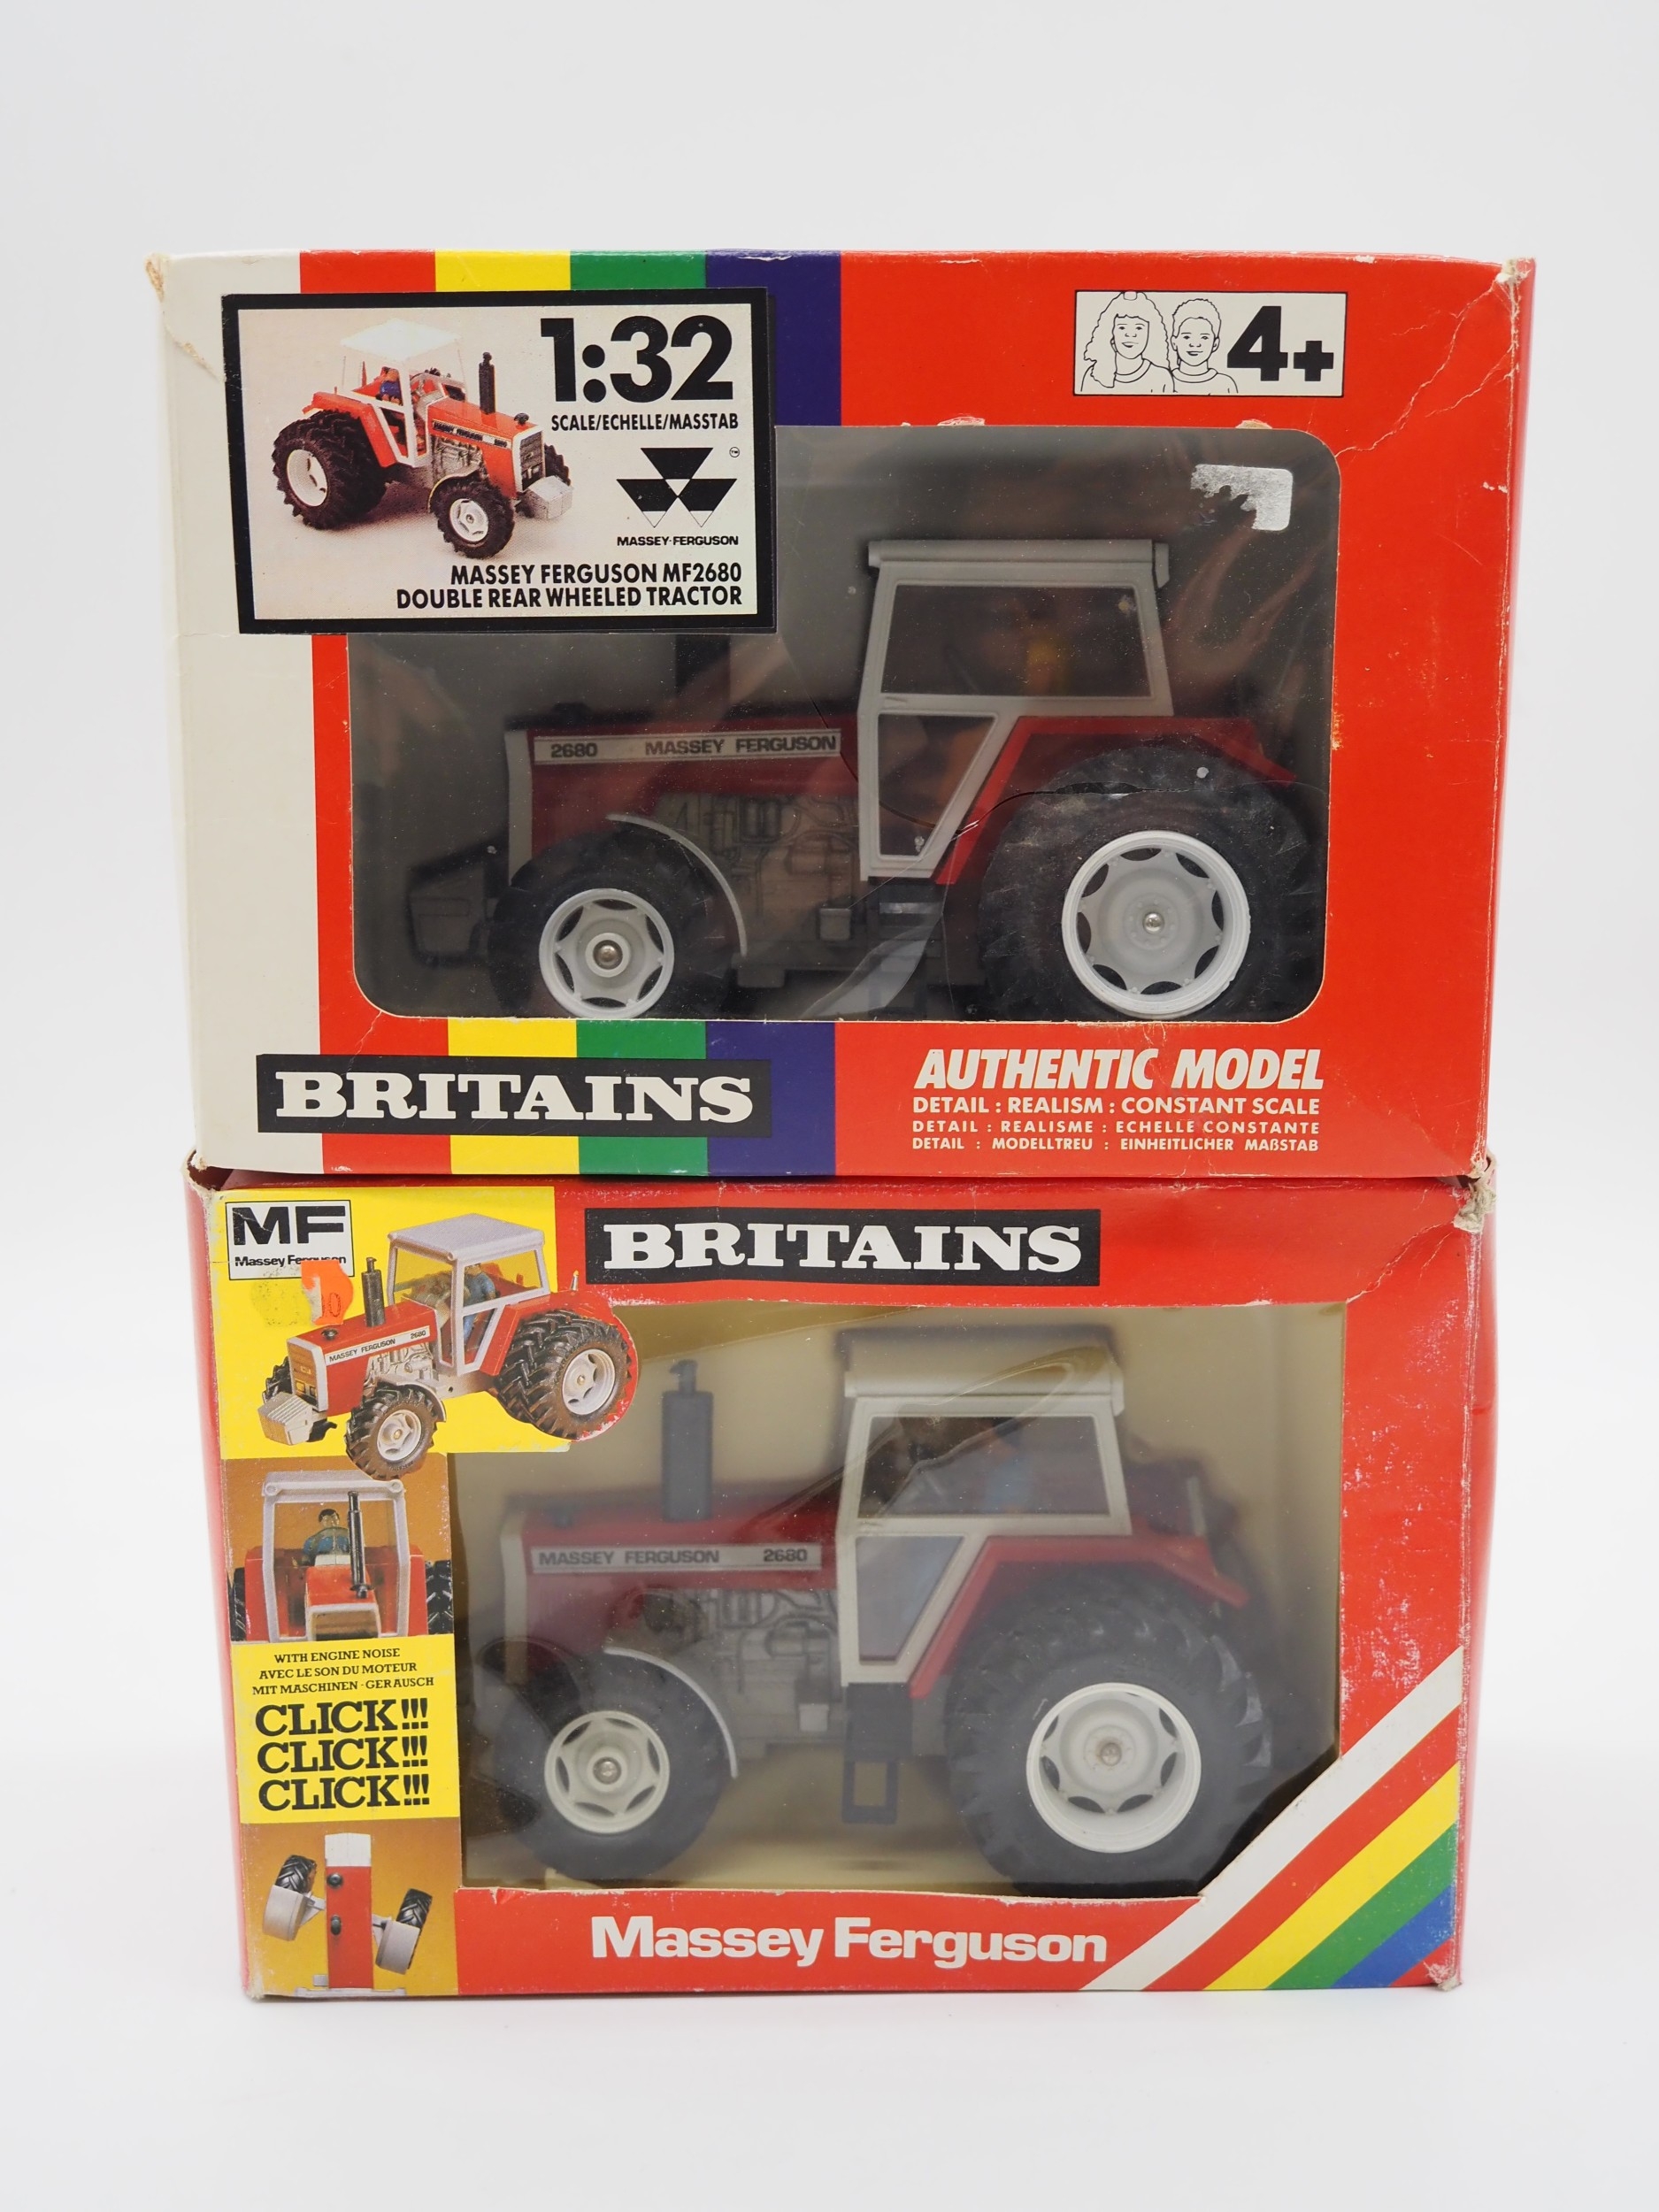 1:32
SCALE/ECHELLE/MASSTAB
TM
MASSEY·FERGUSON
MASSEY FERGUSON MF2680
DOUBLE REAR WHEELED TRACTOR
4+
2680 MASSEY FERGUSON
BRITAINS
AUTHENTIC MODEL
DETAIL : REALISM : CONSTANT SCALE
DETAIL : REALISME : ECHELLE CONSTANTE
DETAIL : MODELLTREU : EINHEITLICHER MAßSTAB
MF
Massey Ferguson
BRITAINS
MASSEY FERGUSON 2680
MASSEY FERGUSON 2680
WITH ENGINE NOISE
AVEC LE SON DU MOTEUR
MIT MASCHINEN-GERAUSCH
CLICK!!!
CLICK!!!
CLICK!!!
Massey Ferguson